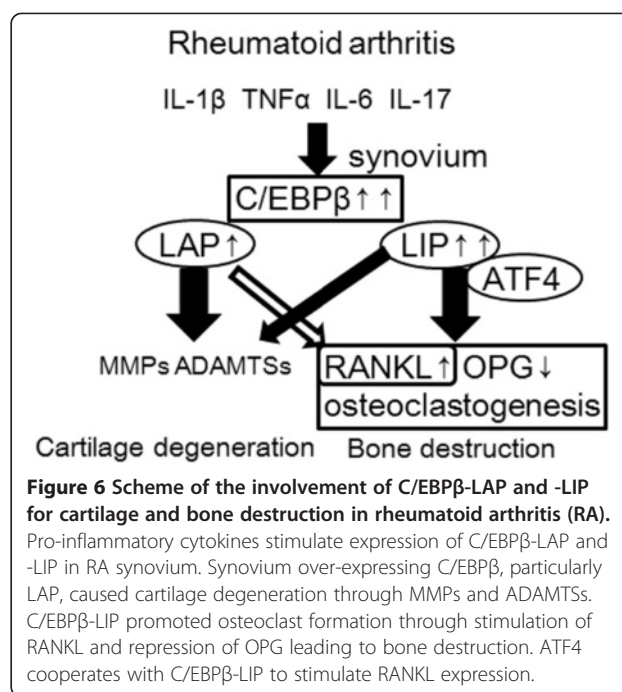 Rheumatoid arthritis
IL-1β TNFα IL-6 IL-17
synovium
C/EBPβ↑↑
LAP↑
LIP↑↑
ATF4
MMPs ADAMTSs
RANKL↑ OPG↓
osteoclastogenesis
Cartilage degeneration
Bone destruction
Figure 6 Scheme of the involvement of C/EBPβ-LAP and -LIP
for cartilage and bone destruction in rheumatoid arthritis (RA).
Pro-inflammatory cytokines stimulate expression of C/EBPβ-LAP and
-LIP in RA synovium. Synovium over-expressing C/EBPβ, particularly
LAP, caused cartilage degeneration through MMPs and ADAMTSs.
C/EBPβ-LIP promoted osteoclast formation through stimulation of
RANKL and repression of OPG leading to bone destruction. ATF4
cooperates with C/EBPβ-LIP to stimulate RANKL expression.